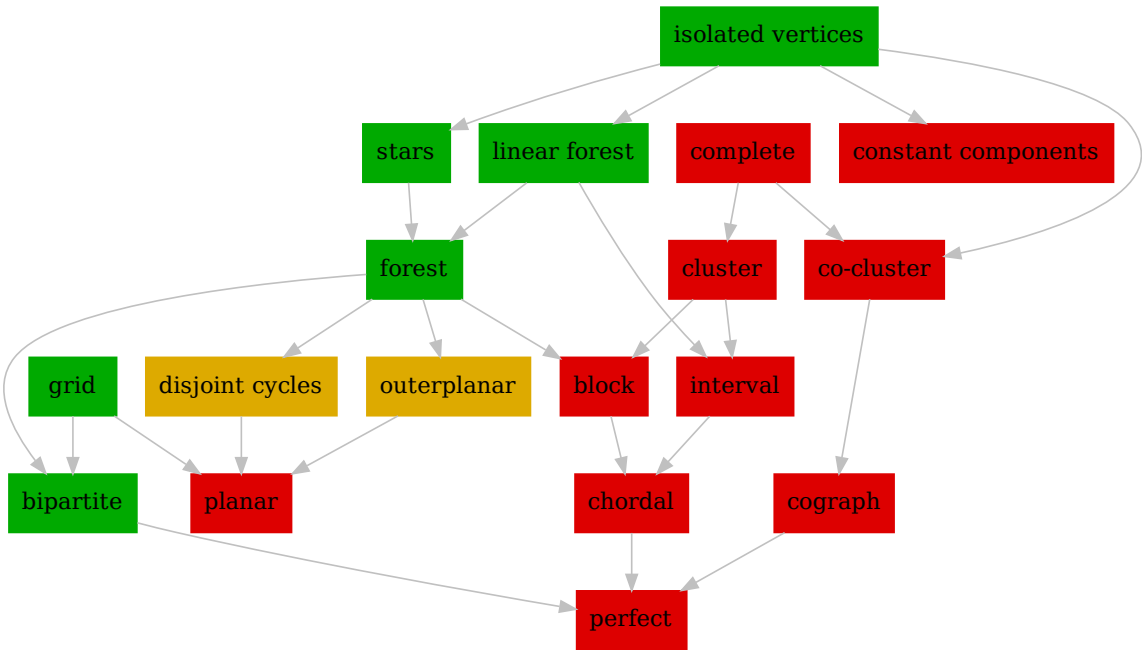 isolated vertices
stars
linear forest
complete
constant components
forest
cluster
co-cluster
grid
disjoint cycles
outerplanar
block
interval
bipartite
planar
chordal
cograph
perfect